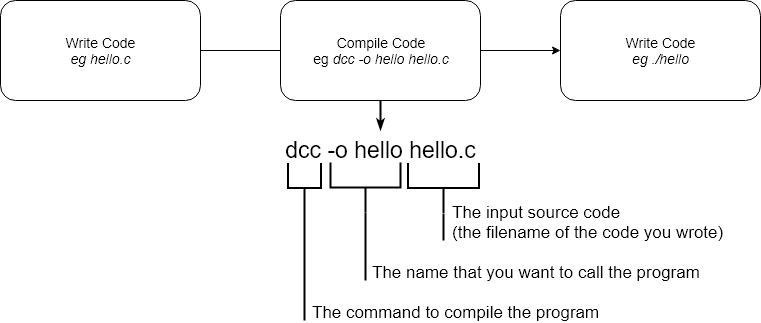 Write Code
eg hello.c
Compile Code
eg dcc -o hello hello.c
Write Code
eg ./hello
dcc -o hello hello.c
The input source code
(the filename of the code you wrote)
The name that you want to call the program
The command to compile the program